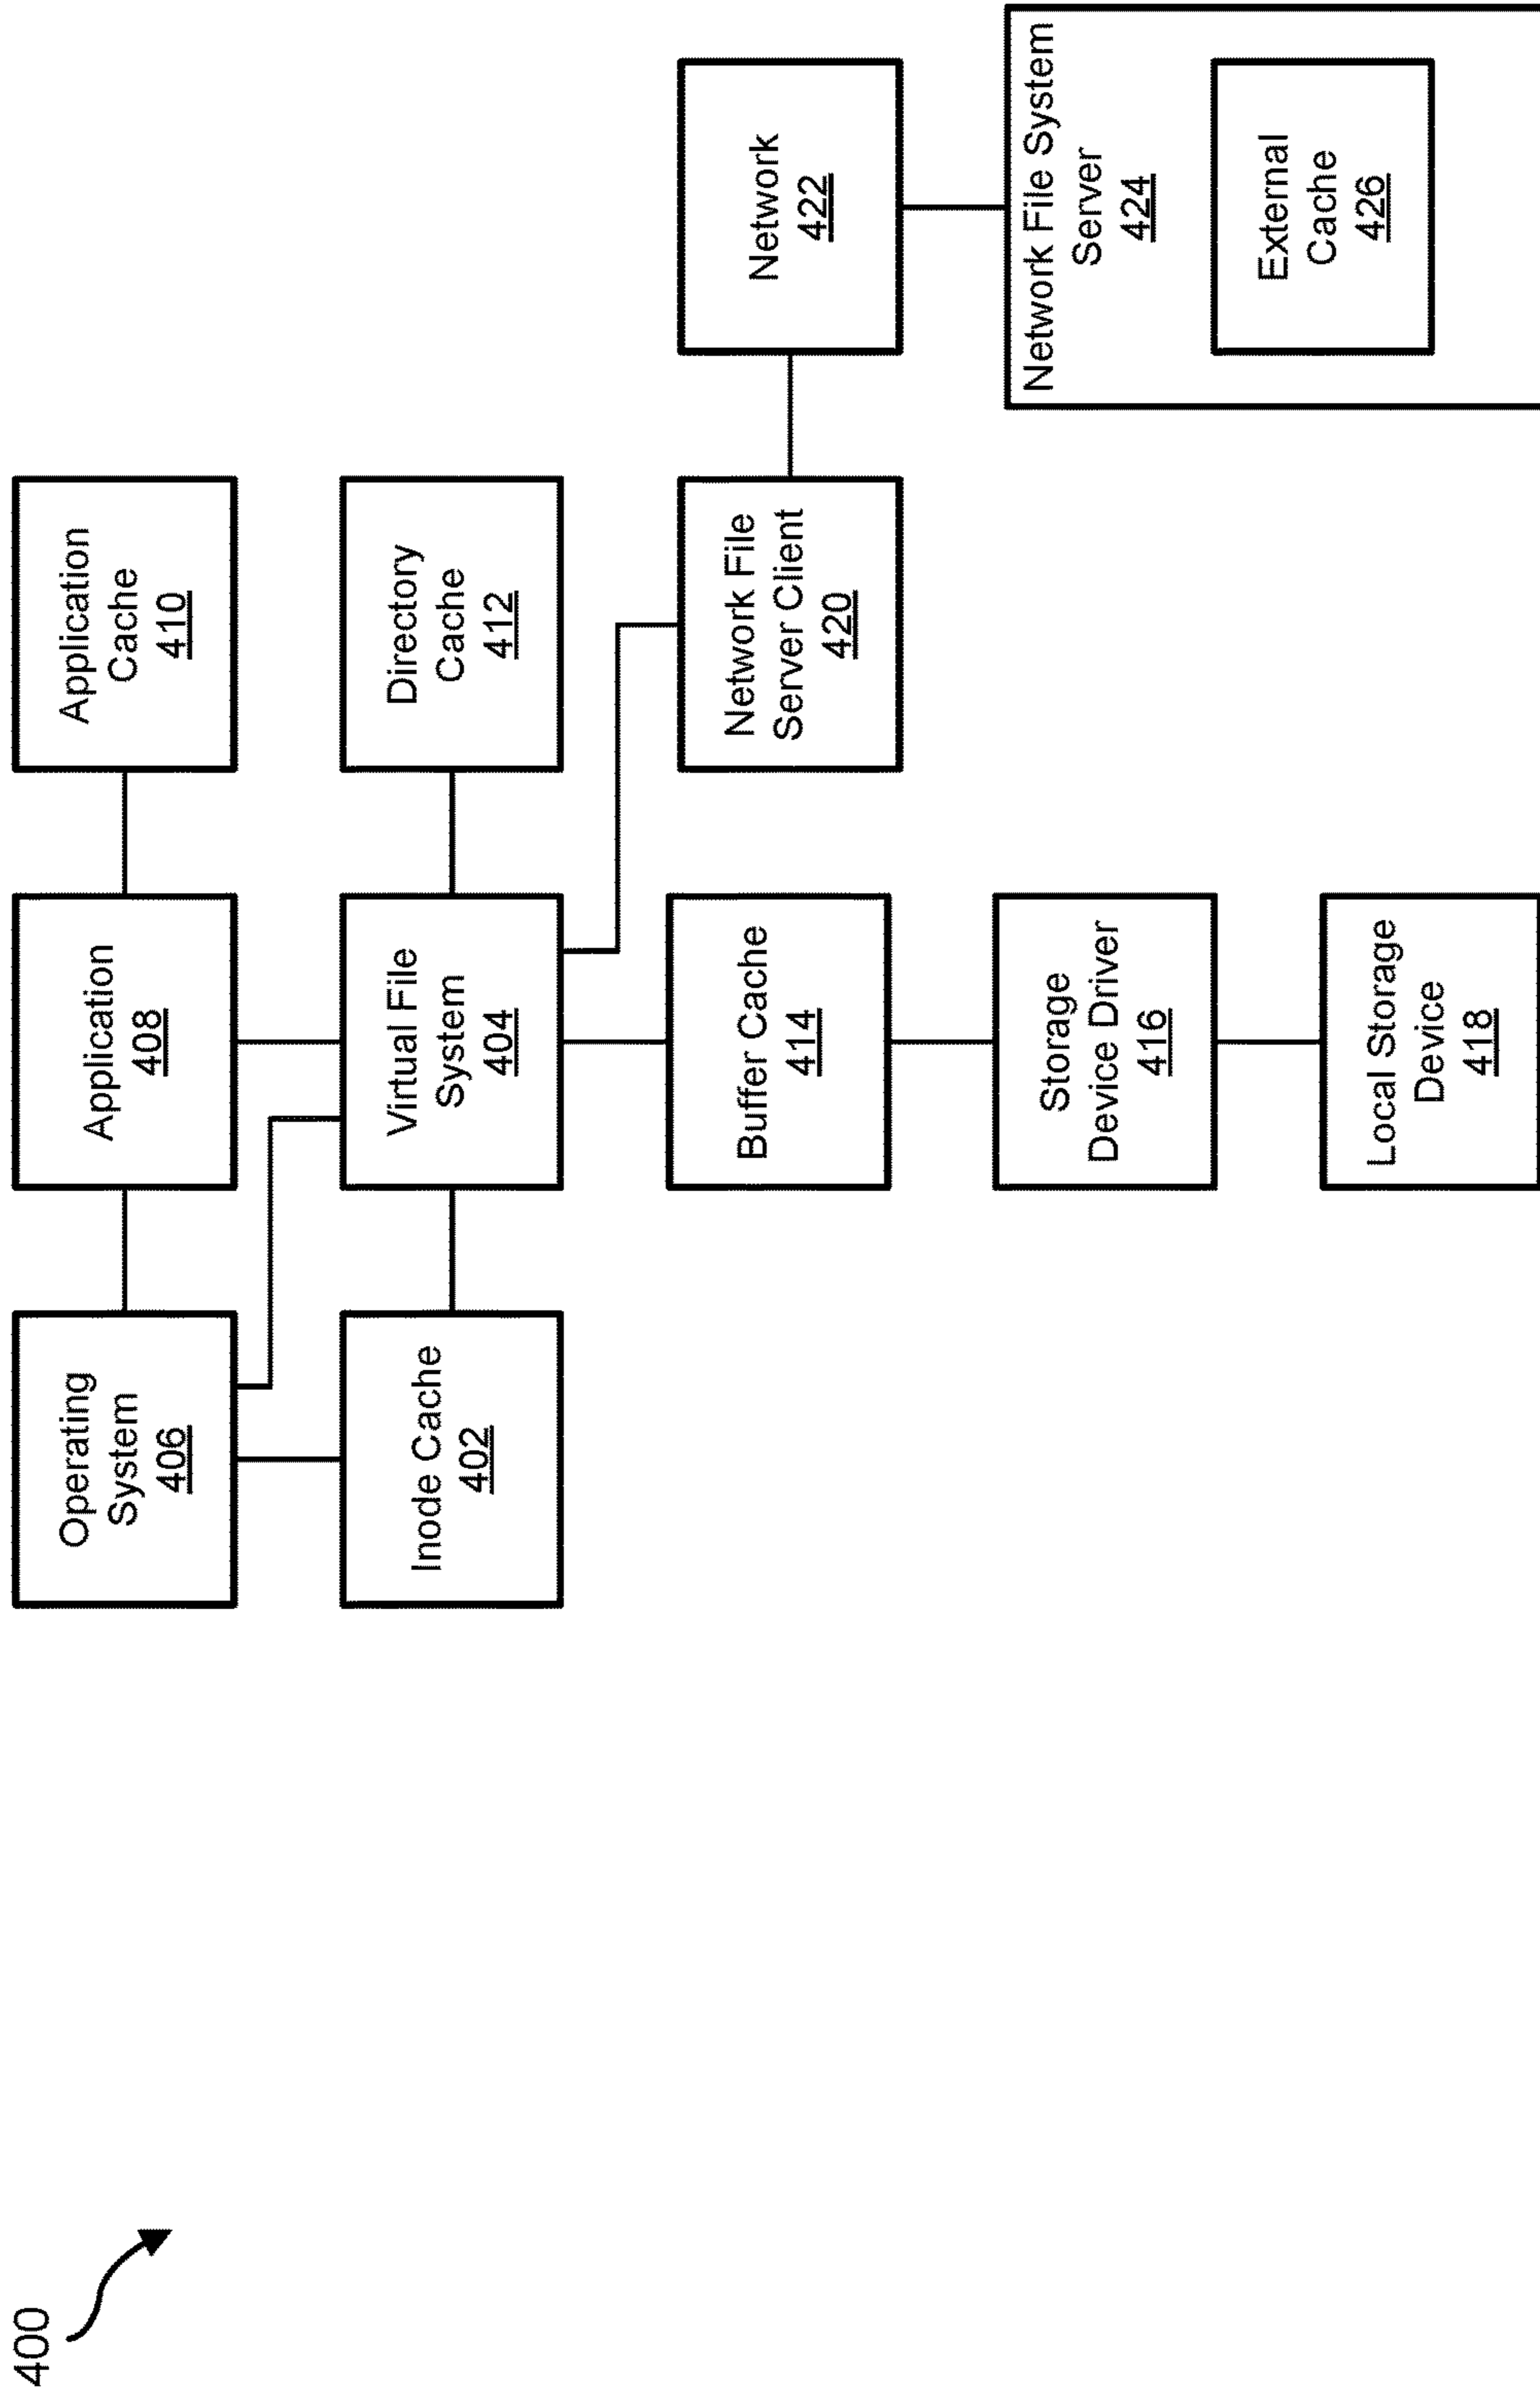 400
Operating
System
406
Application
408
Application
Cache
410
Inode Cache
402
Virtual File
System
404
Directory
Cache
412
Buffer Cache
414
Network File
Server Client
420
Network
422
Storage
Device Driver
416
Network File System
Server
424
External
Cache
426
Local Storage
Device
418